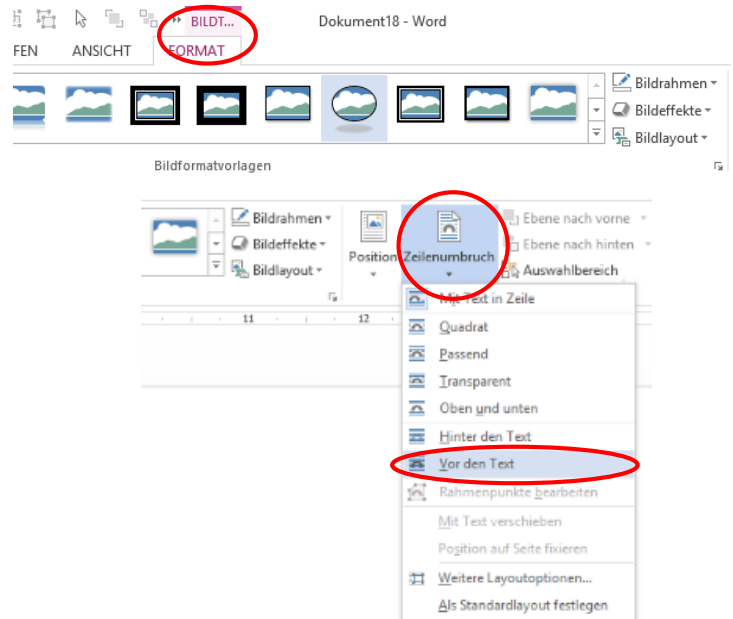 BILDT...
Dokument18 - Word
FEN ANSICHT FORMAT
Bildrahmen
Bildeffekte
Bildlayout
Bildformatvorlagen
Bildrahmen
Bildeffekte
Bildlayout
Position
Zeilenumbruch
Ebene nach vorne
Ebene nach hinten
Auswahlbereich
11 12
Mit Text in Zeile
Quadrat
Passend
Transparent
Oben und unten
Hinter den Text
Vor den Text
Rahmenpunkte bearbeiten
Mit Text verschieben
Position auf Seite fixieren
Weitere Layoutoptionen...
Als Standardlayout festlegen